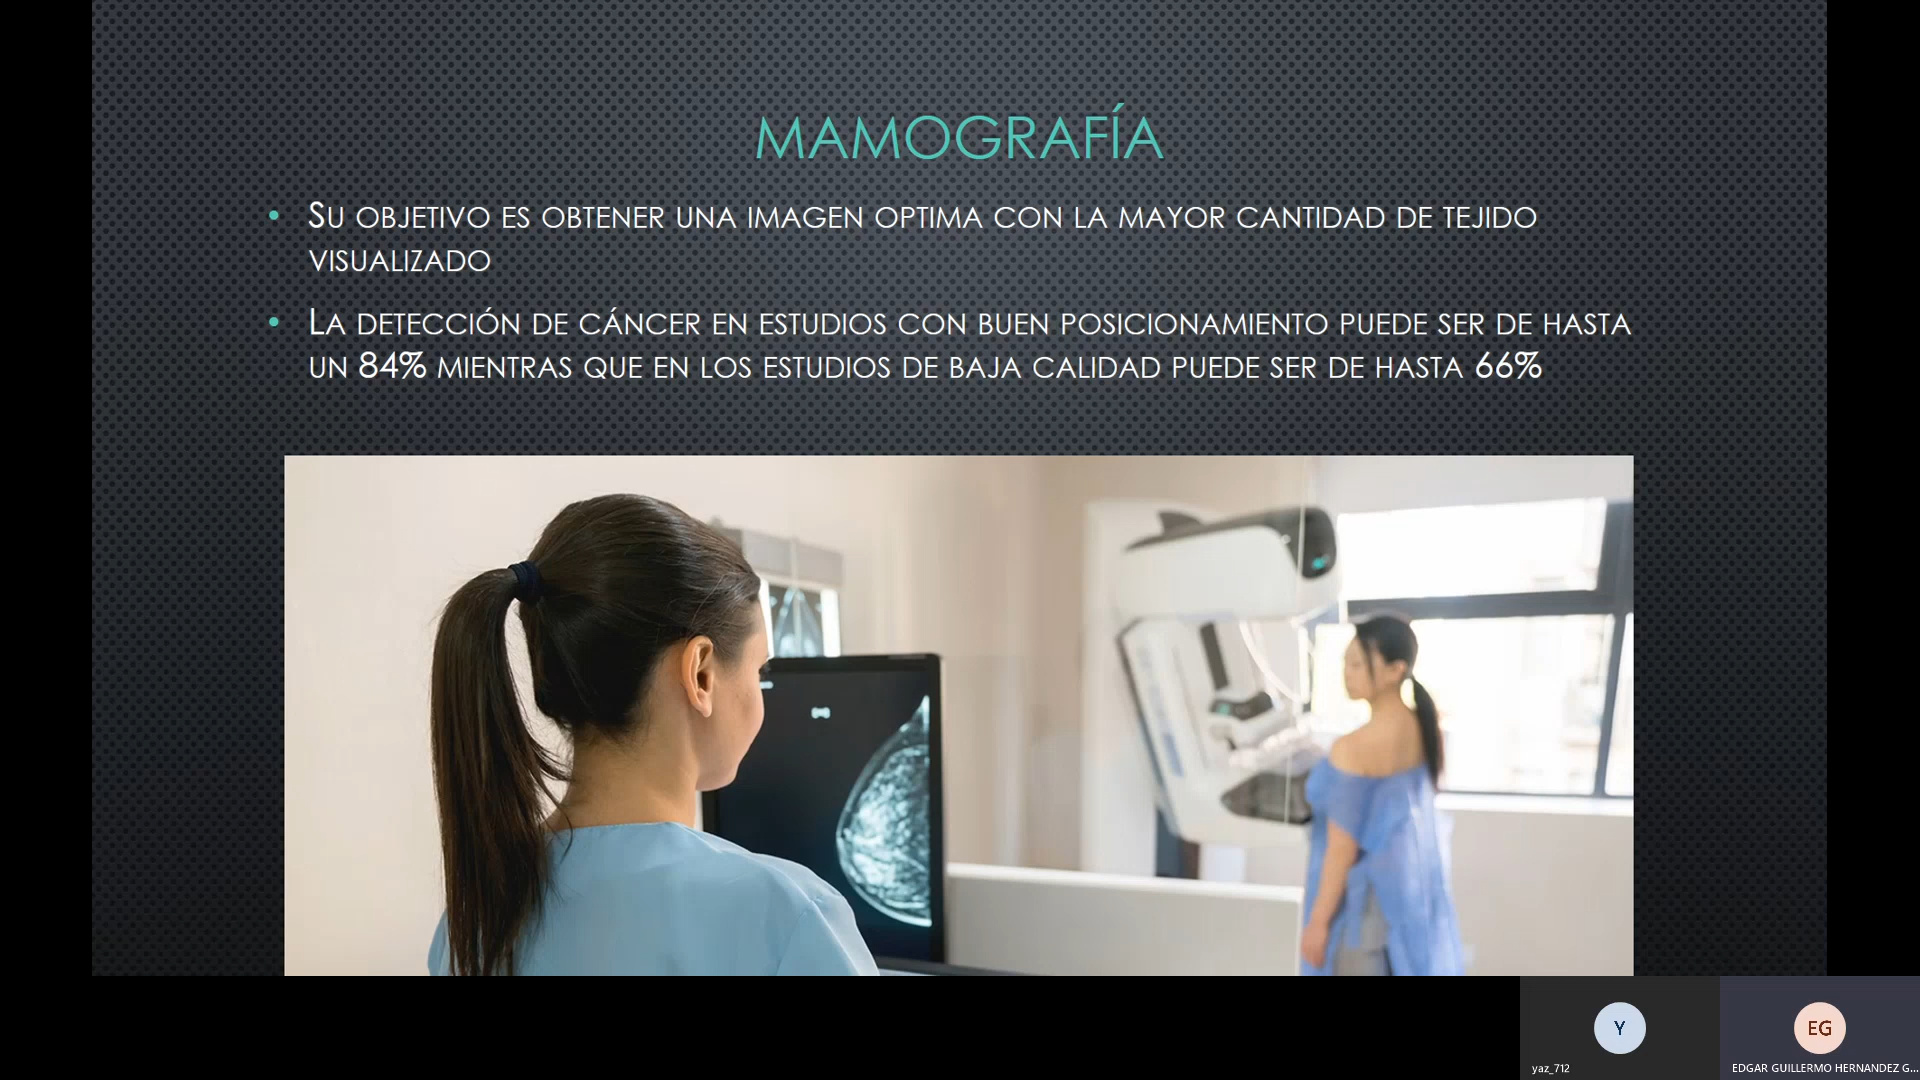 MAMOGRAFÍA
• SU OBJETIVO ES OBTENER UNA IMAGEN OPTIMA CON LA MAYOR CANTIDAD DE TEJIDO
VISUALIZADO
• LA DETECCIÓN DE CÁNCER EN ESTUDIOS CON BUEN POSICIONAMIENTO PUEDE SER DE HASTA
UN 84% MIENTRAS QUE EN LOS ESTUDIOS DE BAJA CALIDAD PUEDE SER DE HASTA 66%
Y
EG
yaz_712
EDGAR GUILLERMO HERNANDEZ G...